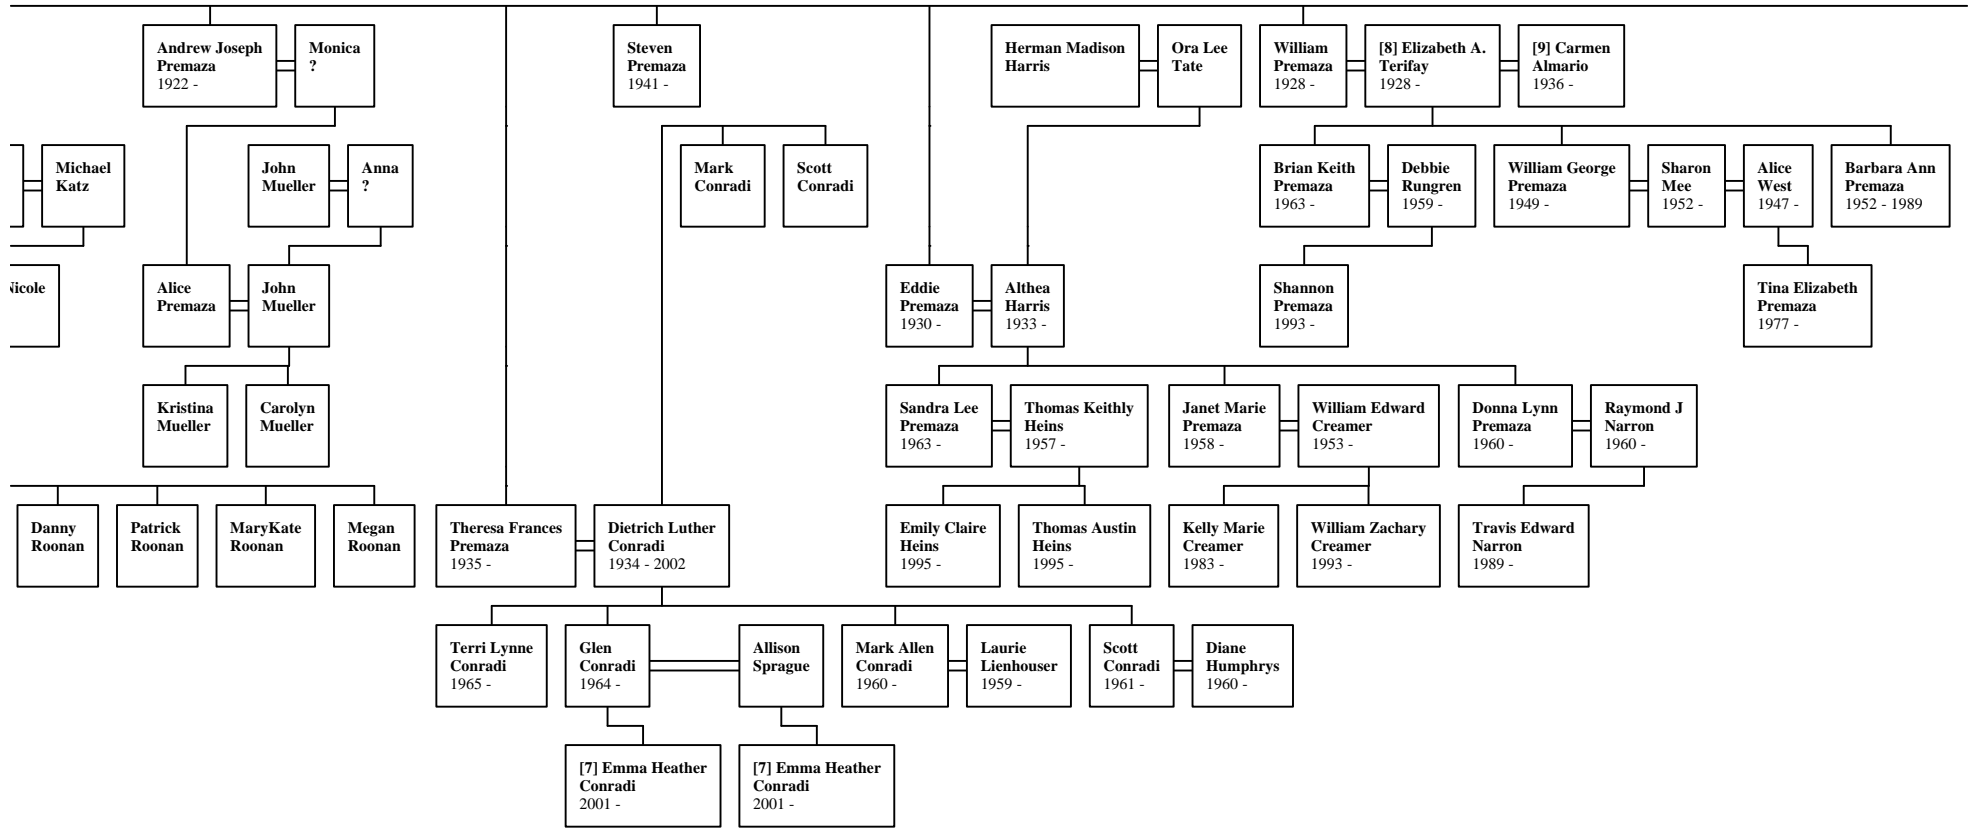 Andrew Joseph
Premaza
1922 -
Monica
?
Steven
Premaza
1941 -
Herman Madison
Harris
Ora Lee
Tate
William
Premaza
1928 -
[8] Elizabeth A.
Terifay
1928 -
[9] Carmen
Almario
1936 -
Michael
Katz
John
Mueller
Anna
?
Mark
Conradi
Scott
Conradi
Brian Keith
Premaza
1963 -
Debbie
Rungren
1959 -
William George
Premaza
1949 -
Sharon
Mee
1952 -
Alice
West
1947 -
Barbara Ann
Premaza
1952 - 1989
Nicole
Alice
Premaza
John
Mueller
Eddie
Premaza
1930 -
Althea
Harris
1933 -
Shannon
Premaza
1993 -
Tina Elizabeth
Premaza
1977 -
Kristina
Mueller
Carolyn
Mueller
Sandra Lee
Premaza
1963 -
Thomas Keithly
Heins
1957 -
Janet Marie
Premaza
1958 -
William Edward
Creamer
1953 -
Donna Lynn
Premaza
1960 -
Raymond J
Narron
1960 -
Danny
Roonan
Patrick
Roonan
MaryKate
Roonan
Megan
Roonan
Theresa Frances
Premaza
1935 -
Dietrich Luther
Conradi
1934 - 2002
Emily Claire
Heins
1995 -
Thomas Austin
Heins
1995 -
Kelly Marie
Creamer
1983 -
William Zachary
Creamer
1993 -
Travis Edward
Narron
1989 -
Terri Lynne
Conradi
1965 -
Glen
Conradi
1964 -
Allison
Sprague
Mark Allen
Conradi
1960 -
Laurie
Lienhouser
1959 -
Scott
Conradi
1961 -
Diane
Humphrys
1960 -
[7] Emma Heather
Conradi
2001 -
[7] Emma Heather
Conradi
2001 -